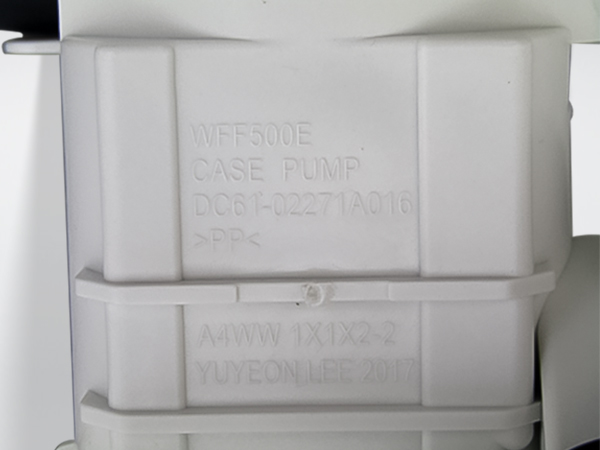 WFF500E
CASE PUMP
DC61-02271A016
>PP<
A4WW 1X1X2-2
YUYEON LEE 2017